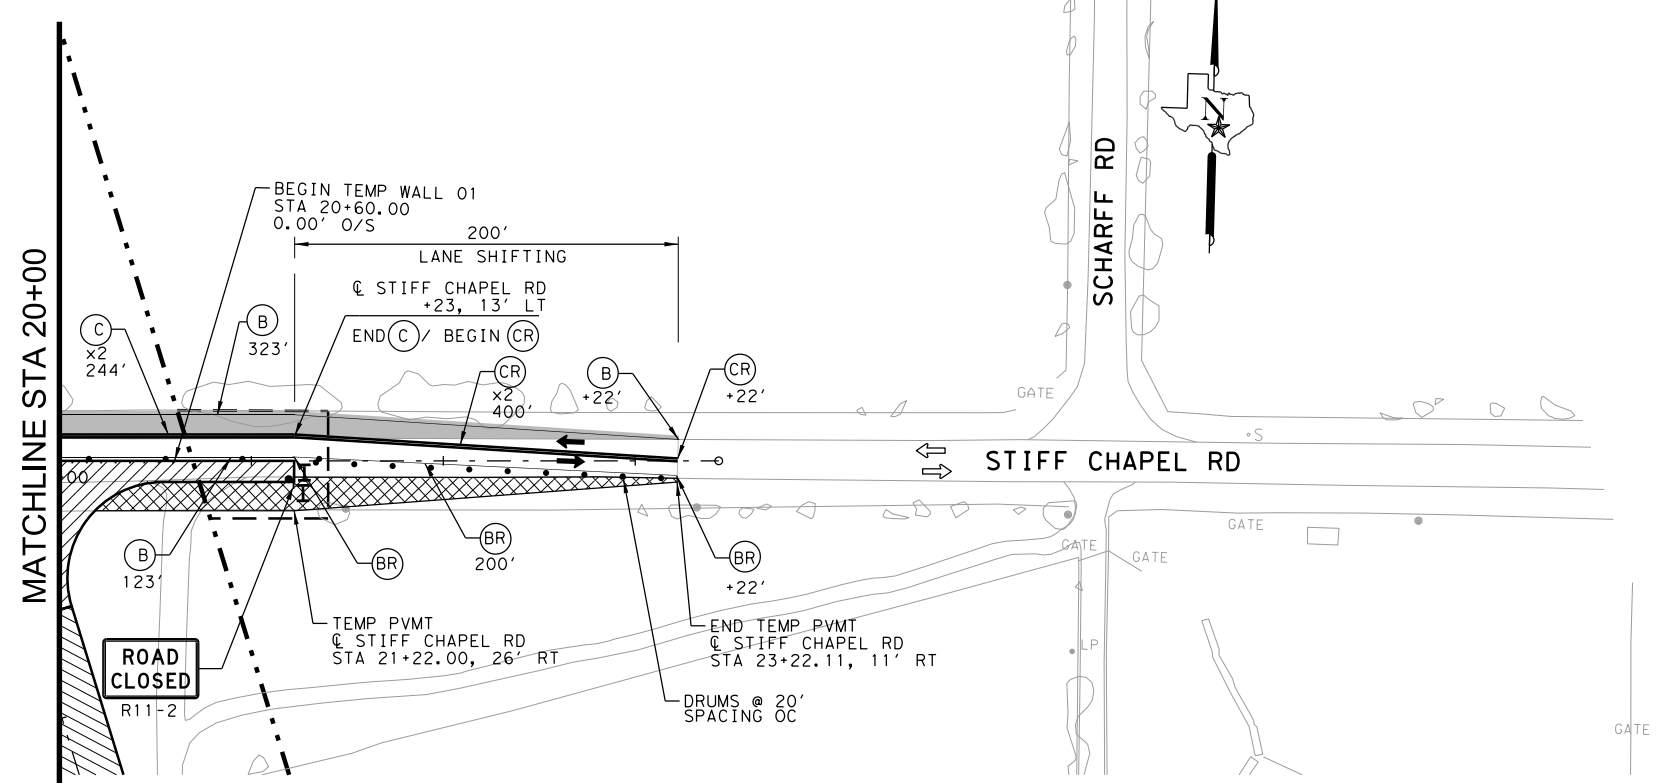 MATCHLINE STA 20+00
N
SCHARFF RD
BEGIN TEMP WALL 01
STA 20+60.00
0.00' O/S
200'
LANE SHIFTING
℄ STIFF CHAPEL RD
+23, 13' LT
END C / BEGIN CR
C
x2
244'
B
323'
CR
x2
400'
B
+22'
CR
+22'
GATE
S
STIFF CHAPEL RD
00
B
123'
BR
BR
200'
BR
+22'
GATE
GATE
GATE
TEMP PVMT
℄ STIFF CHAPEL RD
STA 21+22.00, 26' RT
END TEMP PVMT
℄ STIFF CHAPEL RD
STA 23+22.11, 11' RT
LP
ROAD
CLOSED
R11-2
DRUMS @ 20'
SPACING OC
GATE